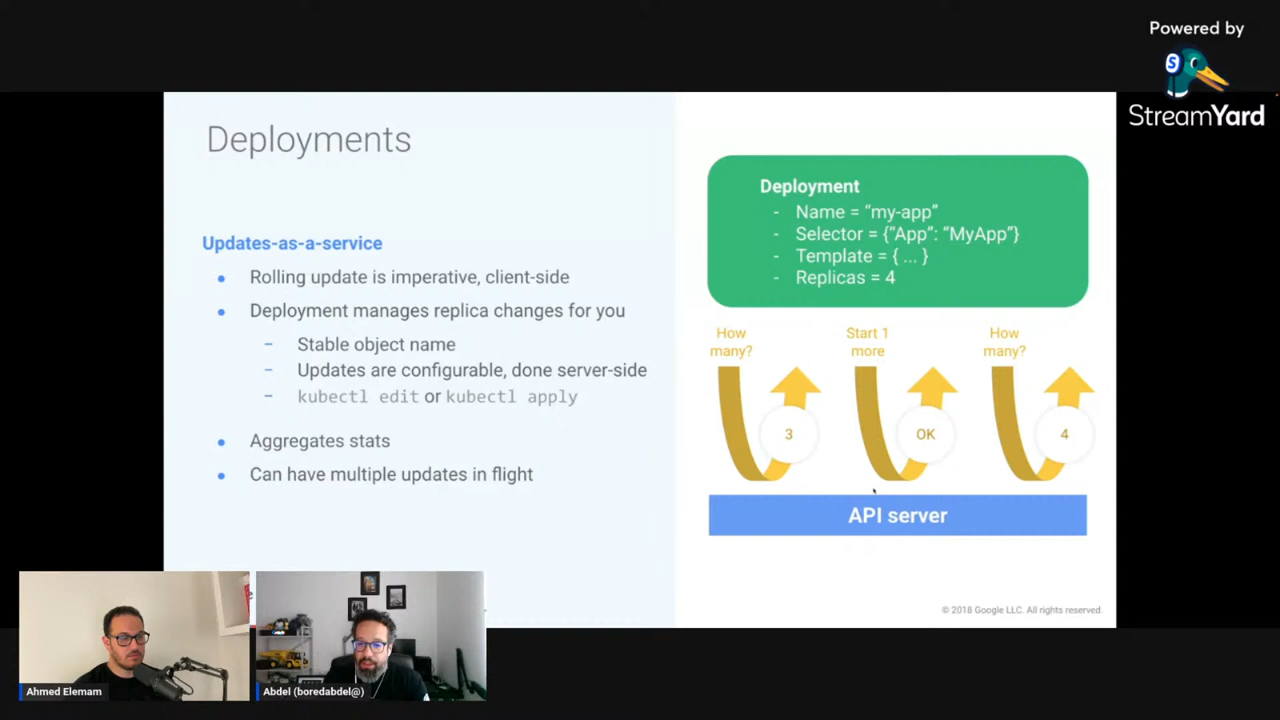 Powered by
S
StreamYard
Deployments
Updates-as-a-service
● Rolling update is imperative, client-side
● Deployment manages replica changes for you
− Stable object name
− Updates are configurable, done server-side
− kubectl edit or kubectl apply
● Aggregates stats
● Can have multiple updates in flight
Deployment
- Name = “my-app”
- Selector = {“App”: “MyApp”}
- Template = { ... }
- Replicas = 4
How
many?
Start 1
more
How
many?
3
OK
4
API server
© 2018 Google LLC. All rights reserved.
Ahmed Elemam
Abdel (boredabdel@)